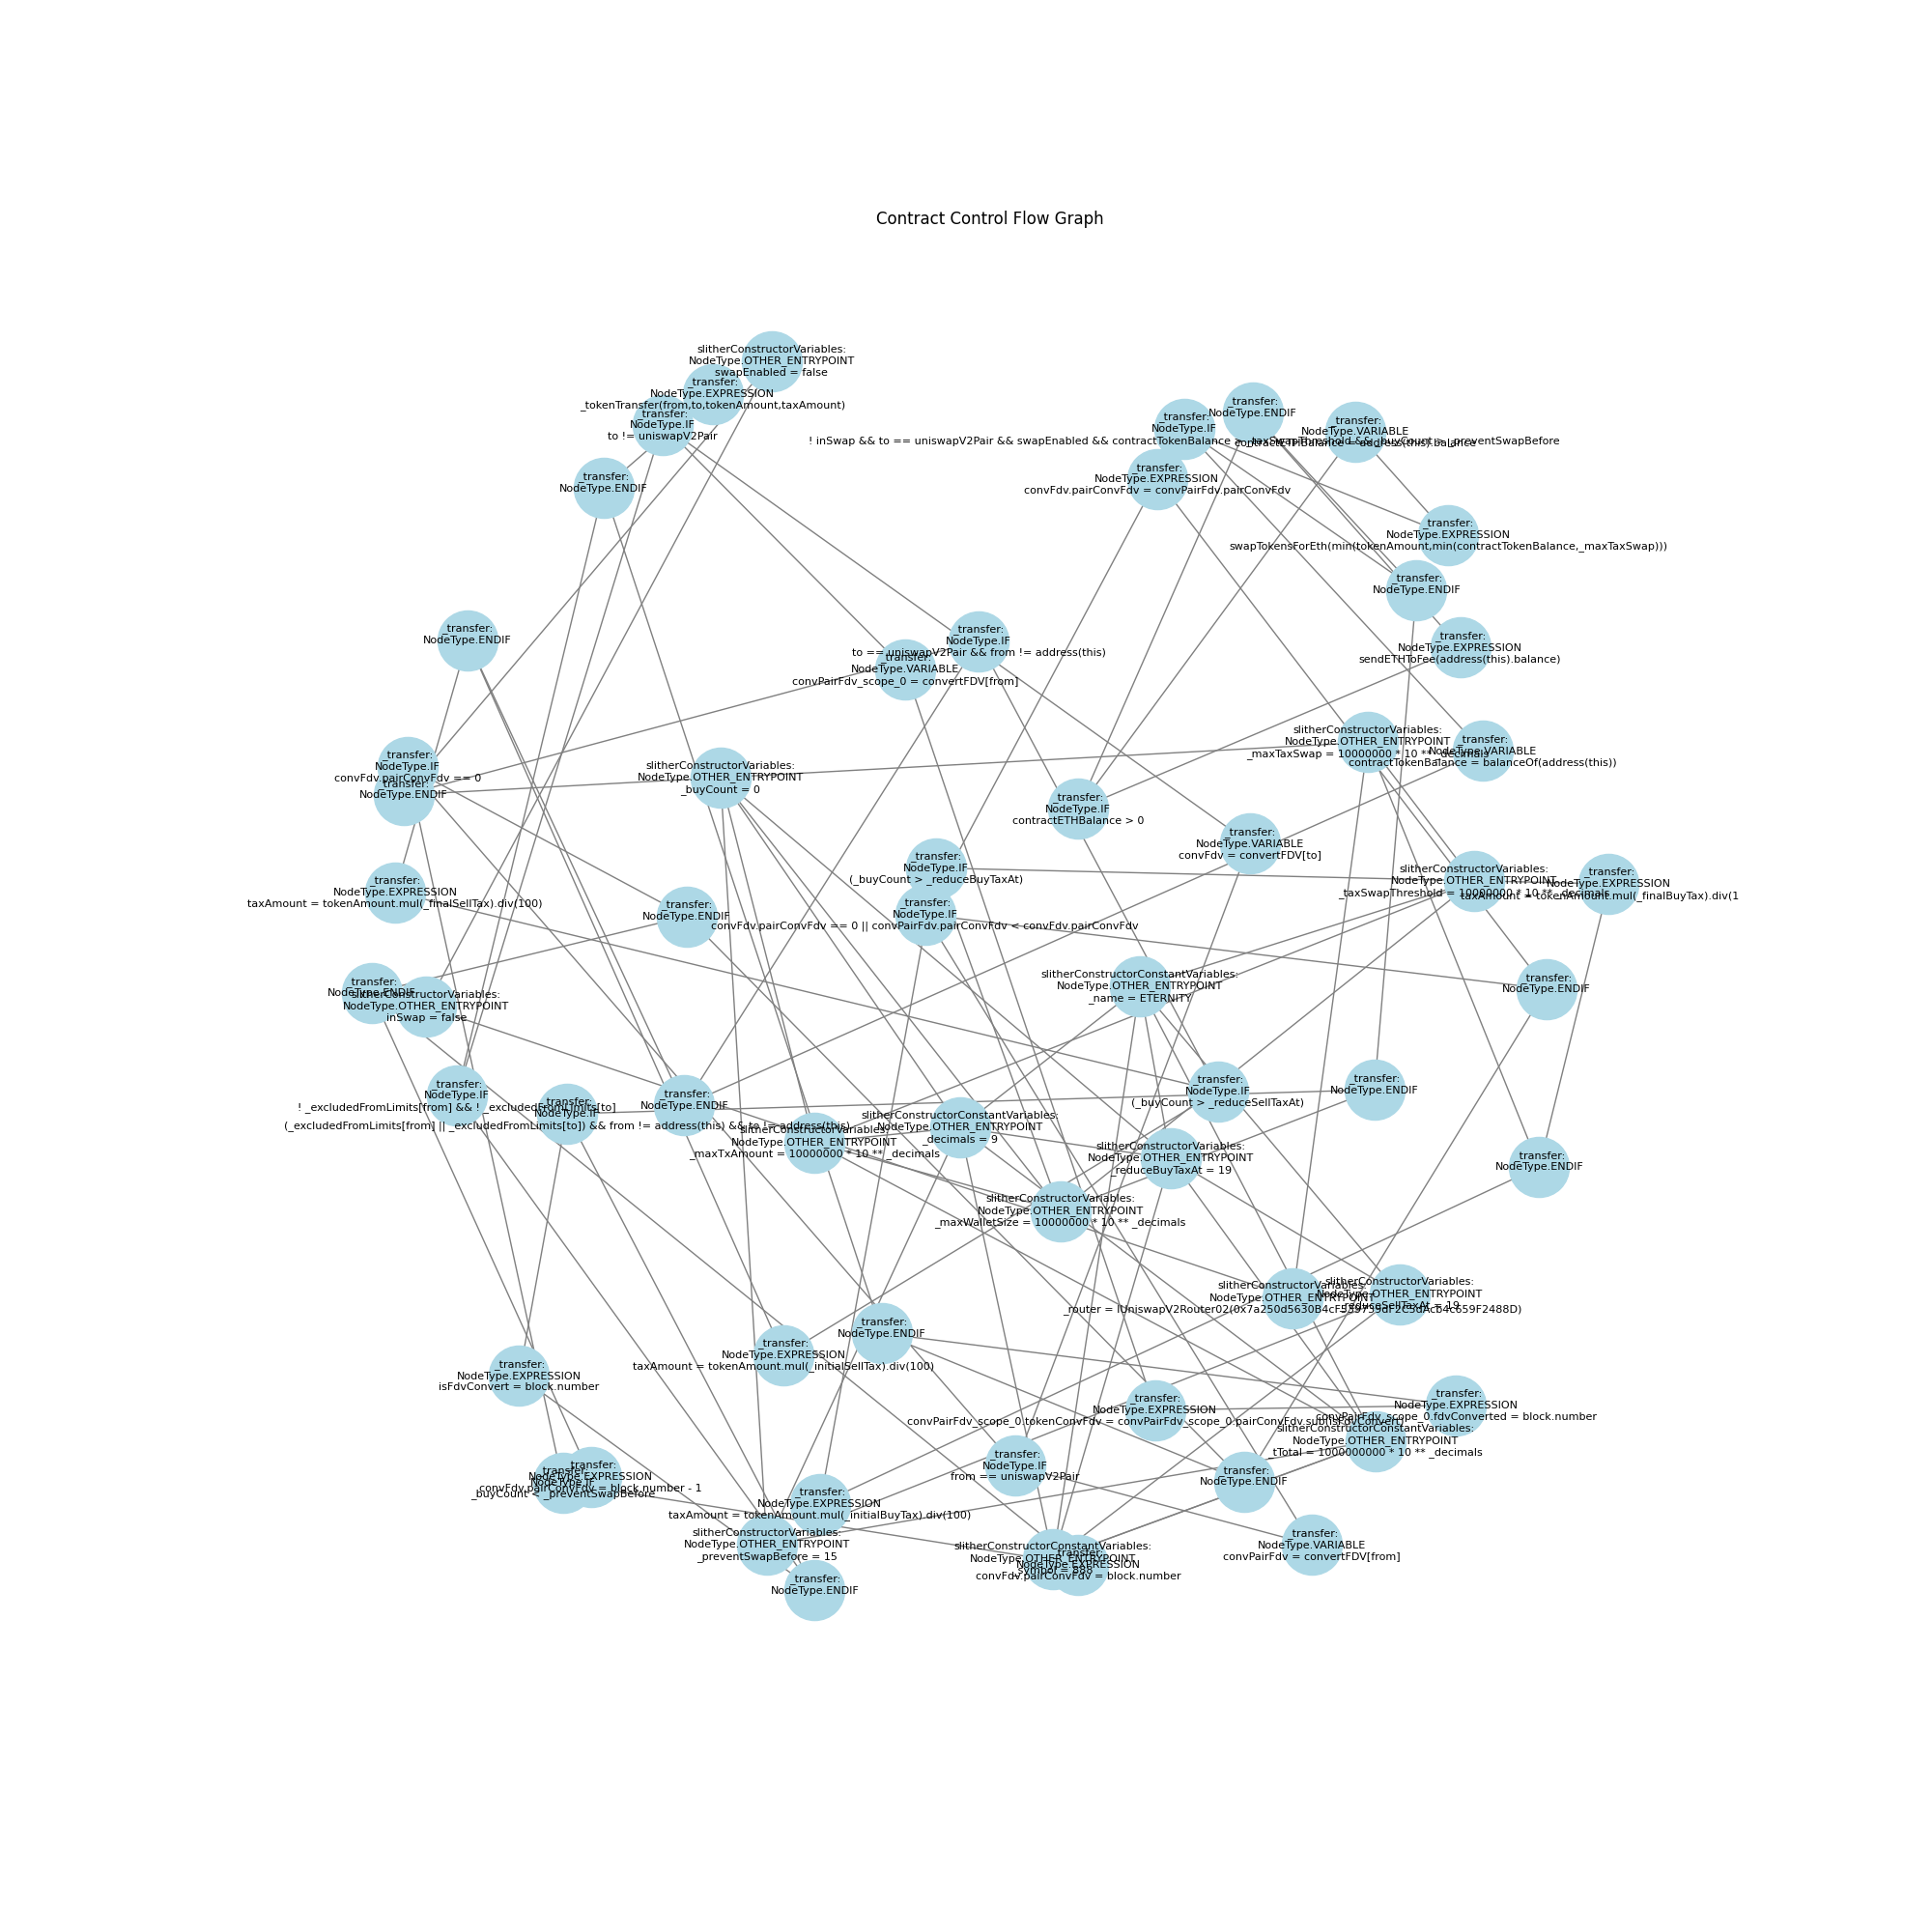 Contract Control Flow Graph
slitherConstructorVariables:
NodeType.OTHER_ENTRYPOINT
swapEnabled = false
_transfer:
NodeType.EXPRESSION
_tokenTransfer(from,to,tokenAmount,taxAmount)
_transfer:
NodeType.IF
to != uniswapV2Pair
_transfer:
NodeType.ENDIF
_transfer:
NodeType.ENDIF
_transfer:
NodeType.IF
! inSwap && to == uniswapV2Pair && swapEnabled && contractTokenBalance > _taxSwapThreshold && _buyCount > _preventSwapBefore
_transfer:
NodeType.VARIABLE
contractETHBalance = address(this).balance
_transfer:
NodeType.EXPRESSION
convFdv.pairConvFdv = convPairFdv.pairConvFdv
_transfer:
NodeType.EXPRESSION
swapTokensForEth(min(tokenAmount,min(contractTokenBalance,_maxTaxSwap)))
_transfer:
NodeType.ENDIF
_transfer:
NodeType.ENDIF
_transfer:
NodeType.IF
to == uniswapV2Pair && from != address(this)
_transfer:
NodeType.VARIABLE
convPairFdv_scope_0 = convertFDV[from]
_transfer:
NodeType.EXPRESSION
sendETHToFee(address(this).balance)
slitherConstructorVariables:
NodeType.OTHER_ENTRYPOINT
_maxTaxSwap = 10000000 * 10 ** _decimals
_transfer:
NodeType.VARIABLE
contractTokenBalance = balanceOf(address(this))
_transfer:
NodeType.IF
convFdv.pairConvFdv == 0
_transfer:
NodeType.ENDIF
slitherConstructorVariables:
NodeType.OTHER_ENTRYPOINT
_buyCount = 0
_transfer:
NodeType.IF
contractETHBalance > 0
_transfer:
NodeType.VARIABLE
convFdv = convertFDV[to]
_transfer:
NodeType.IF
(_buyCount > _reduceBuyTaxAt)
slitherConstructorVariables:
NodeType.OTHER_ENTRYPOINT
_taxSwapThreshold = 10000000 * 10 ** _decimals
_transfer:
NodeType.EXPRESSION
taxAmount = tokenAmount.mul(_finalBuyTax).div(1
_transfer:
NodeType.EXPRESSION
taxAmount = tokenAmount.mul(_finalSellTax).div(100)
_transfer:
NodeType.ENDIF
_transfer:
NodeType.IF
convFdv.pairConvFdv == 0 || convPairFdv.pairConvFdv < convFdv.pairConvFdv
_transfer:
NodeType.ENDIF
slitherConstructorVariables:
NodeType.OTHER_ENTRYPOINT
inSwap = false
slitherConstructorConstantVariables:
NodeType.OTHER_ENTRYPOINT
_name = ETERNITY
_transfer:
NodeType.ENDIF
_transfer:
NodeType.IF
! _excludedFromLimits[from] && ! _excludedFromLimits[to]
_transfer:
NodeType.IF
(_excludedFromLimits[from] || _excludedFromLimits[to]) && from != address(this) && to != address(this)
_transfer:
NodeType.ENDIF
slitherConstructorVariables:
NodeType.OTHER_ENTRYPOINT
_maxTxAmount = 10000000 * 10 ** _decimals
slitherConstructorConstantVariables:
NodeType.OTHER_ENTRYPOINT
_decimals = 9
_transfer:
NodeType.IF
(_buyCount > _reduceSellTaxAt)
_transfer:
NodeType.ENDIF
slitherConstructorVariables:
NodeType.OTHER_ENTRYPOINT
_reduceBuyTaxAt = 19
_transfer:
NodeType.ENDIF
slitherConstructorVariables:
NodeType.OTHER_ENTRYPOINT
_maxWalletSize = 10000000 * 10 ** _decimals
slitherConstructorVariables:
NodeType.OTHER_ENTRYPOINT
_router = IUniswapV2Router02
slitherConstructorVariables:
NodeType.OTHER_ENTRYPOINT
_reduceSellTaxAt = 19
_transfer:
NodeType.ENDIF
_transfer:
NodeType.EXPRESSION
taxAmount = tokenAmount.mul(_initialSellTax).div(100)
_transfer:
NodeType.EXPRESSION
isFdvConvert = block.number
_transfer:
NodeType.EXPRESSION
convPairFdv_scope_0.tokenConvFdv = convPairFdv_scope_0.pairConvFdv.sub(isFdvConvert)
_transfer:
NodeType.EXPRESSION
convPairFdv_scope_0.fdvConverted = block.number
slitherConstructorConstantVariables:
NodeType.OTHER_ENTRYPOINT
_tTotal = 1000000000 * 10 ** _decimals
_transfer:
NodeType.IF
from == uniswapV2Pair
_transfer:
NodeType.ENDIF
_transfer:
NodeType.EXPRESSION
convFdv.pairConvFdv = block.number - 1
_transfer:
NodeType.IF
_buyCount < _preventSwapBefore
_transfer:
NodeType.EXPRESSION
taxAmount = tokenAmount.mul(_initialBuyTax).div(100)
slitherConstructorVariables:
NodeType.OTHER_ENTRYPOINT
_preventSwapBefore = 15
_transfer:
NodeType.ENDIF
slitherConstructorConstantVariables:
NodeType.OTHER_ENTRYPOINT
_symbol = 888
_transfer:
NodeType.EXPRESSION
convFdv.pairConvFdv = block.number
_transfer:
NodeType.VARIABLE
convPairFdv = convertFDV[from]